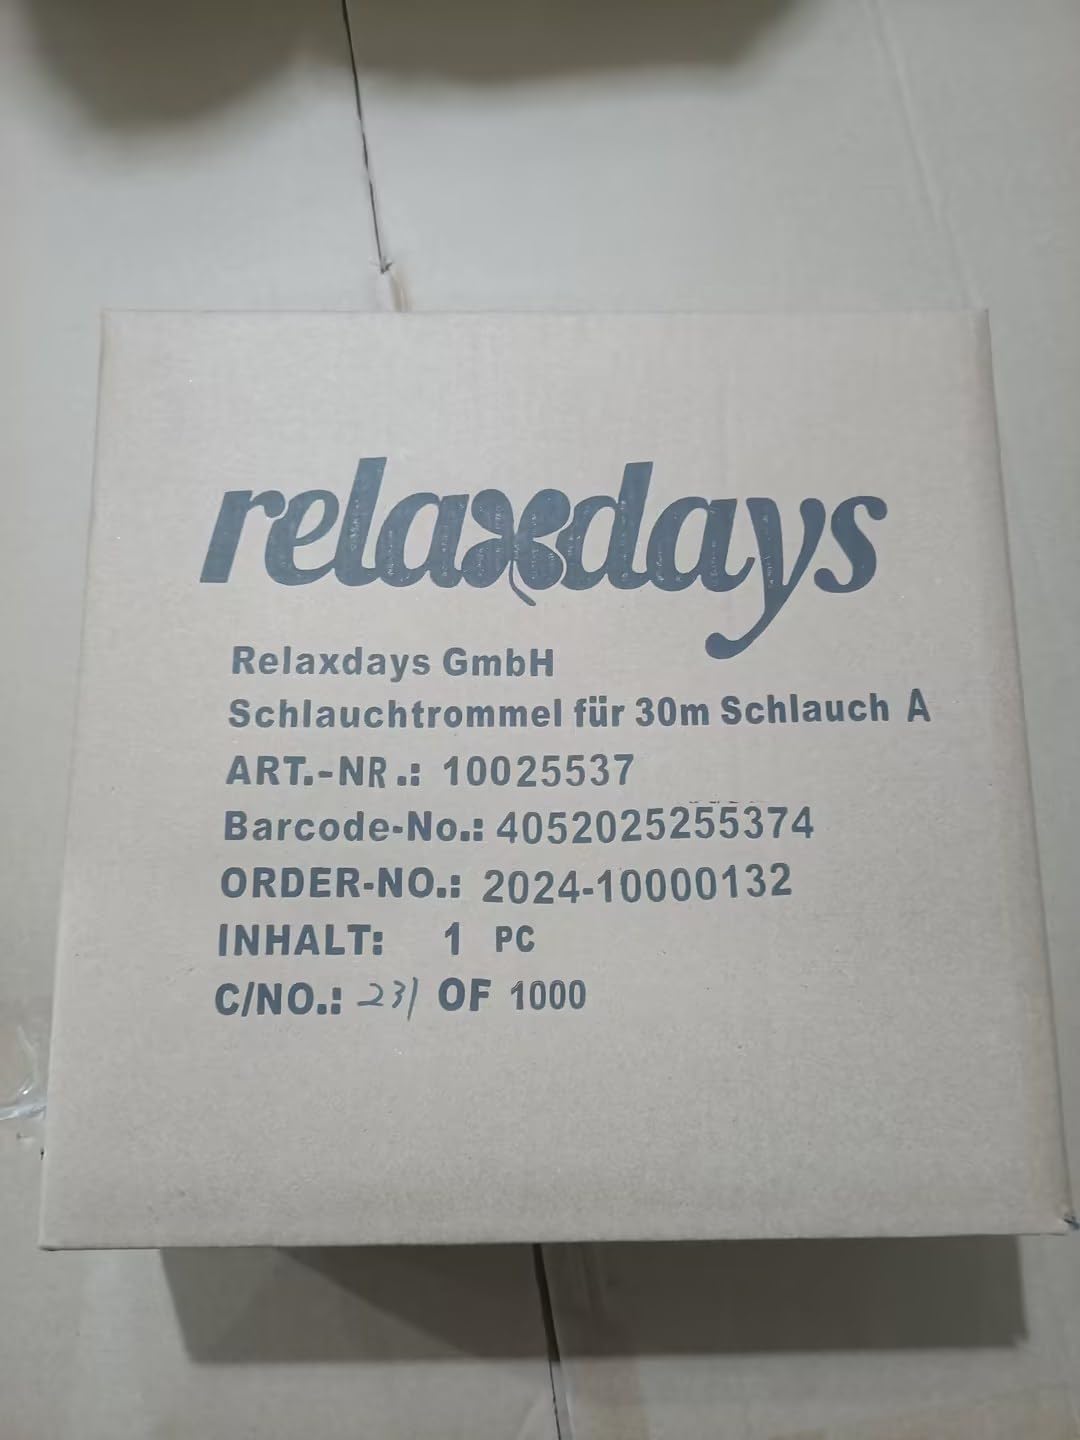 relaxdays
Relaxdays GmbH
Schlauchtrommel für 30m Schlauch A
ART.-NR.: 10025537
Barcode-No.: 4052025255374
ORDER-NO.: 2024-10000132
INHALT: 1 PC
C/NO.: 231 OF 1000